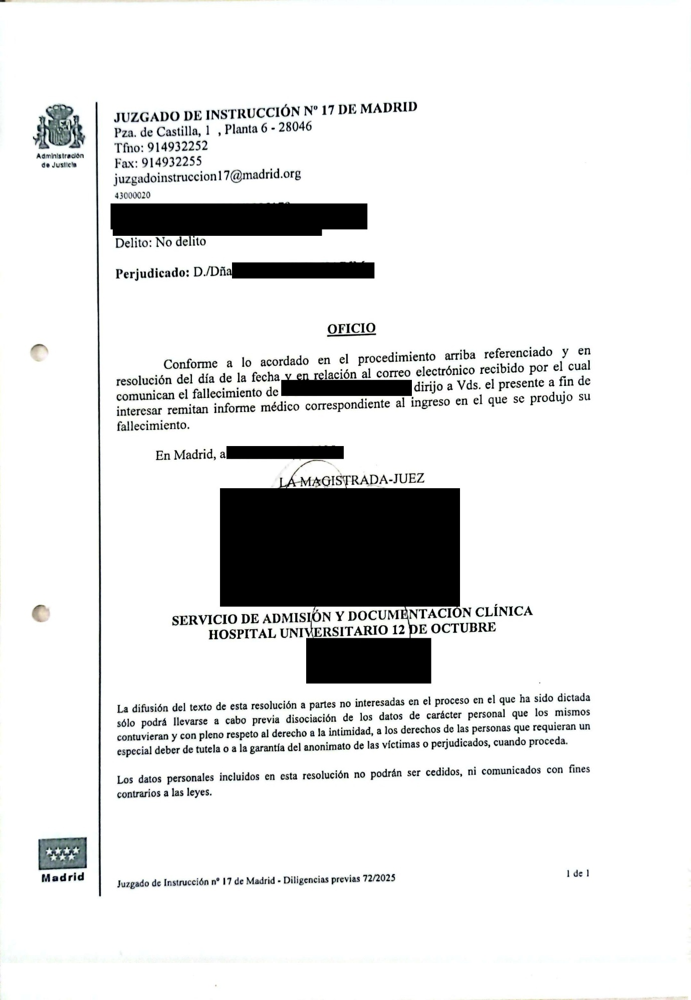 Administración
de Justicia
JUZGADO DE INSTRUCCIÓN Nº 17 DE MADRID
Pza. de Castilla, 1 , Planta 6 - 28046
Tfno: 914932252
Fax: 914932255
juzgadoinstruccion17@madrid.org
43000020
Delito: No delito
Perjudicado: D./Dña
OFICIO
Conforme a lo acordado en el procedimiento arriba referenciado y en
resolución del día de la fecha y en relación al correo electrónico recibido por el cual
comunican el fallecimiento de dirijo a Vds. el presente a fin de
interesar remitan informe médico correspondiente al ingreso en el que se produjo su
fallecimiento.
En Madrid, a
LA MAGISTRADA-JUEZ
SERVICIO DE ADMISIÓN Y DOCUMENTACIÓN CLÍNICA
HOSPITAL UNIVERSITARIO 12 DE OCTUBRE
La difusión del texto de esta resolución a partes no interesadas en el proceso en el que ha sido dictada
sólo podrá llevarse a cabo previa disociación de los datos de carácter personal que los mismos
contuvieran y con pleno respeto al derecho a la intimidad, a los derechos de las personas que requieran un
especial deber de tutela o a la garantía del anonimato de las víctimas o perjudicados, cuando proceda.
Los datos personales incluidos en esta resolución no podrán ser cedidos, ni comunicados con fines
contrarios a las leyes.
Madrid
Juzgado de Instrucción nº 17 de Madrid - Diligencias previas 72/2025
1 de 1